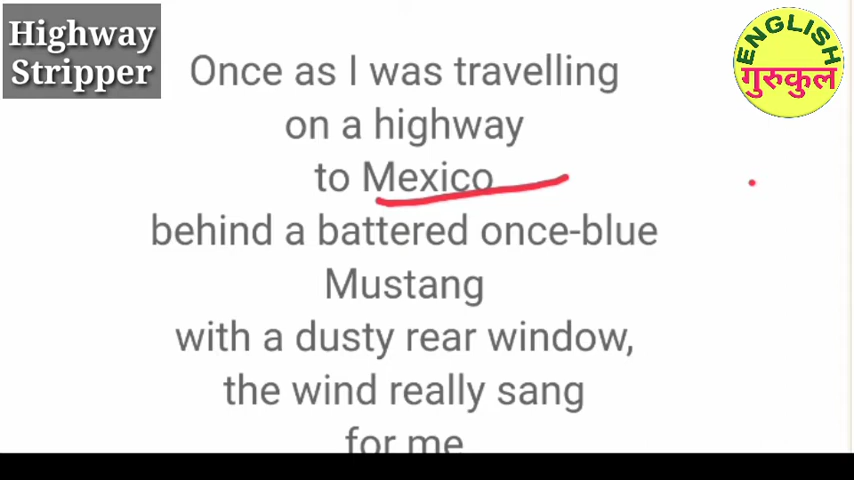 Highway
Stripper
ENGLISH
गुरुकुल
Once as I was travelling
on a highway
to Mexico
behind a battered once-blue
Mustang
with a dusty rear window,
the wind really sang
for me